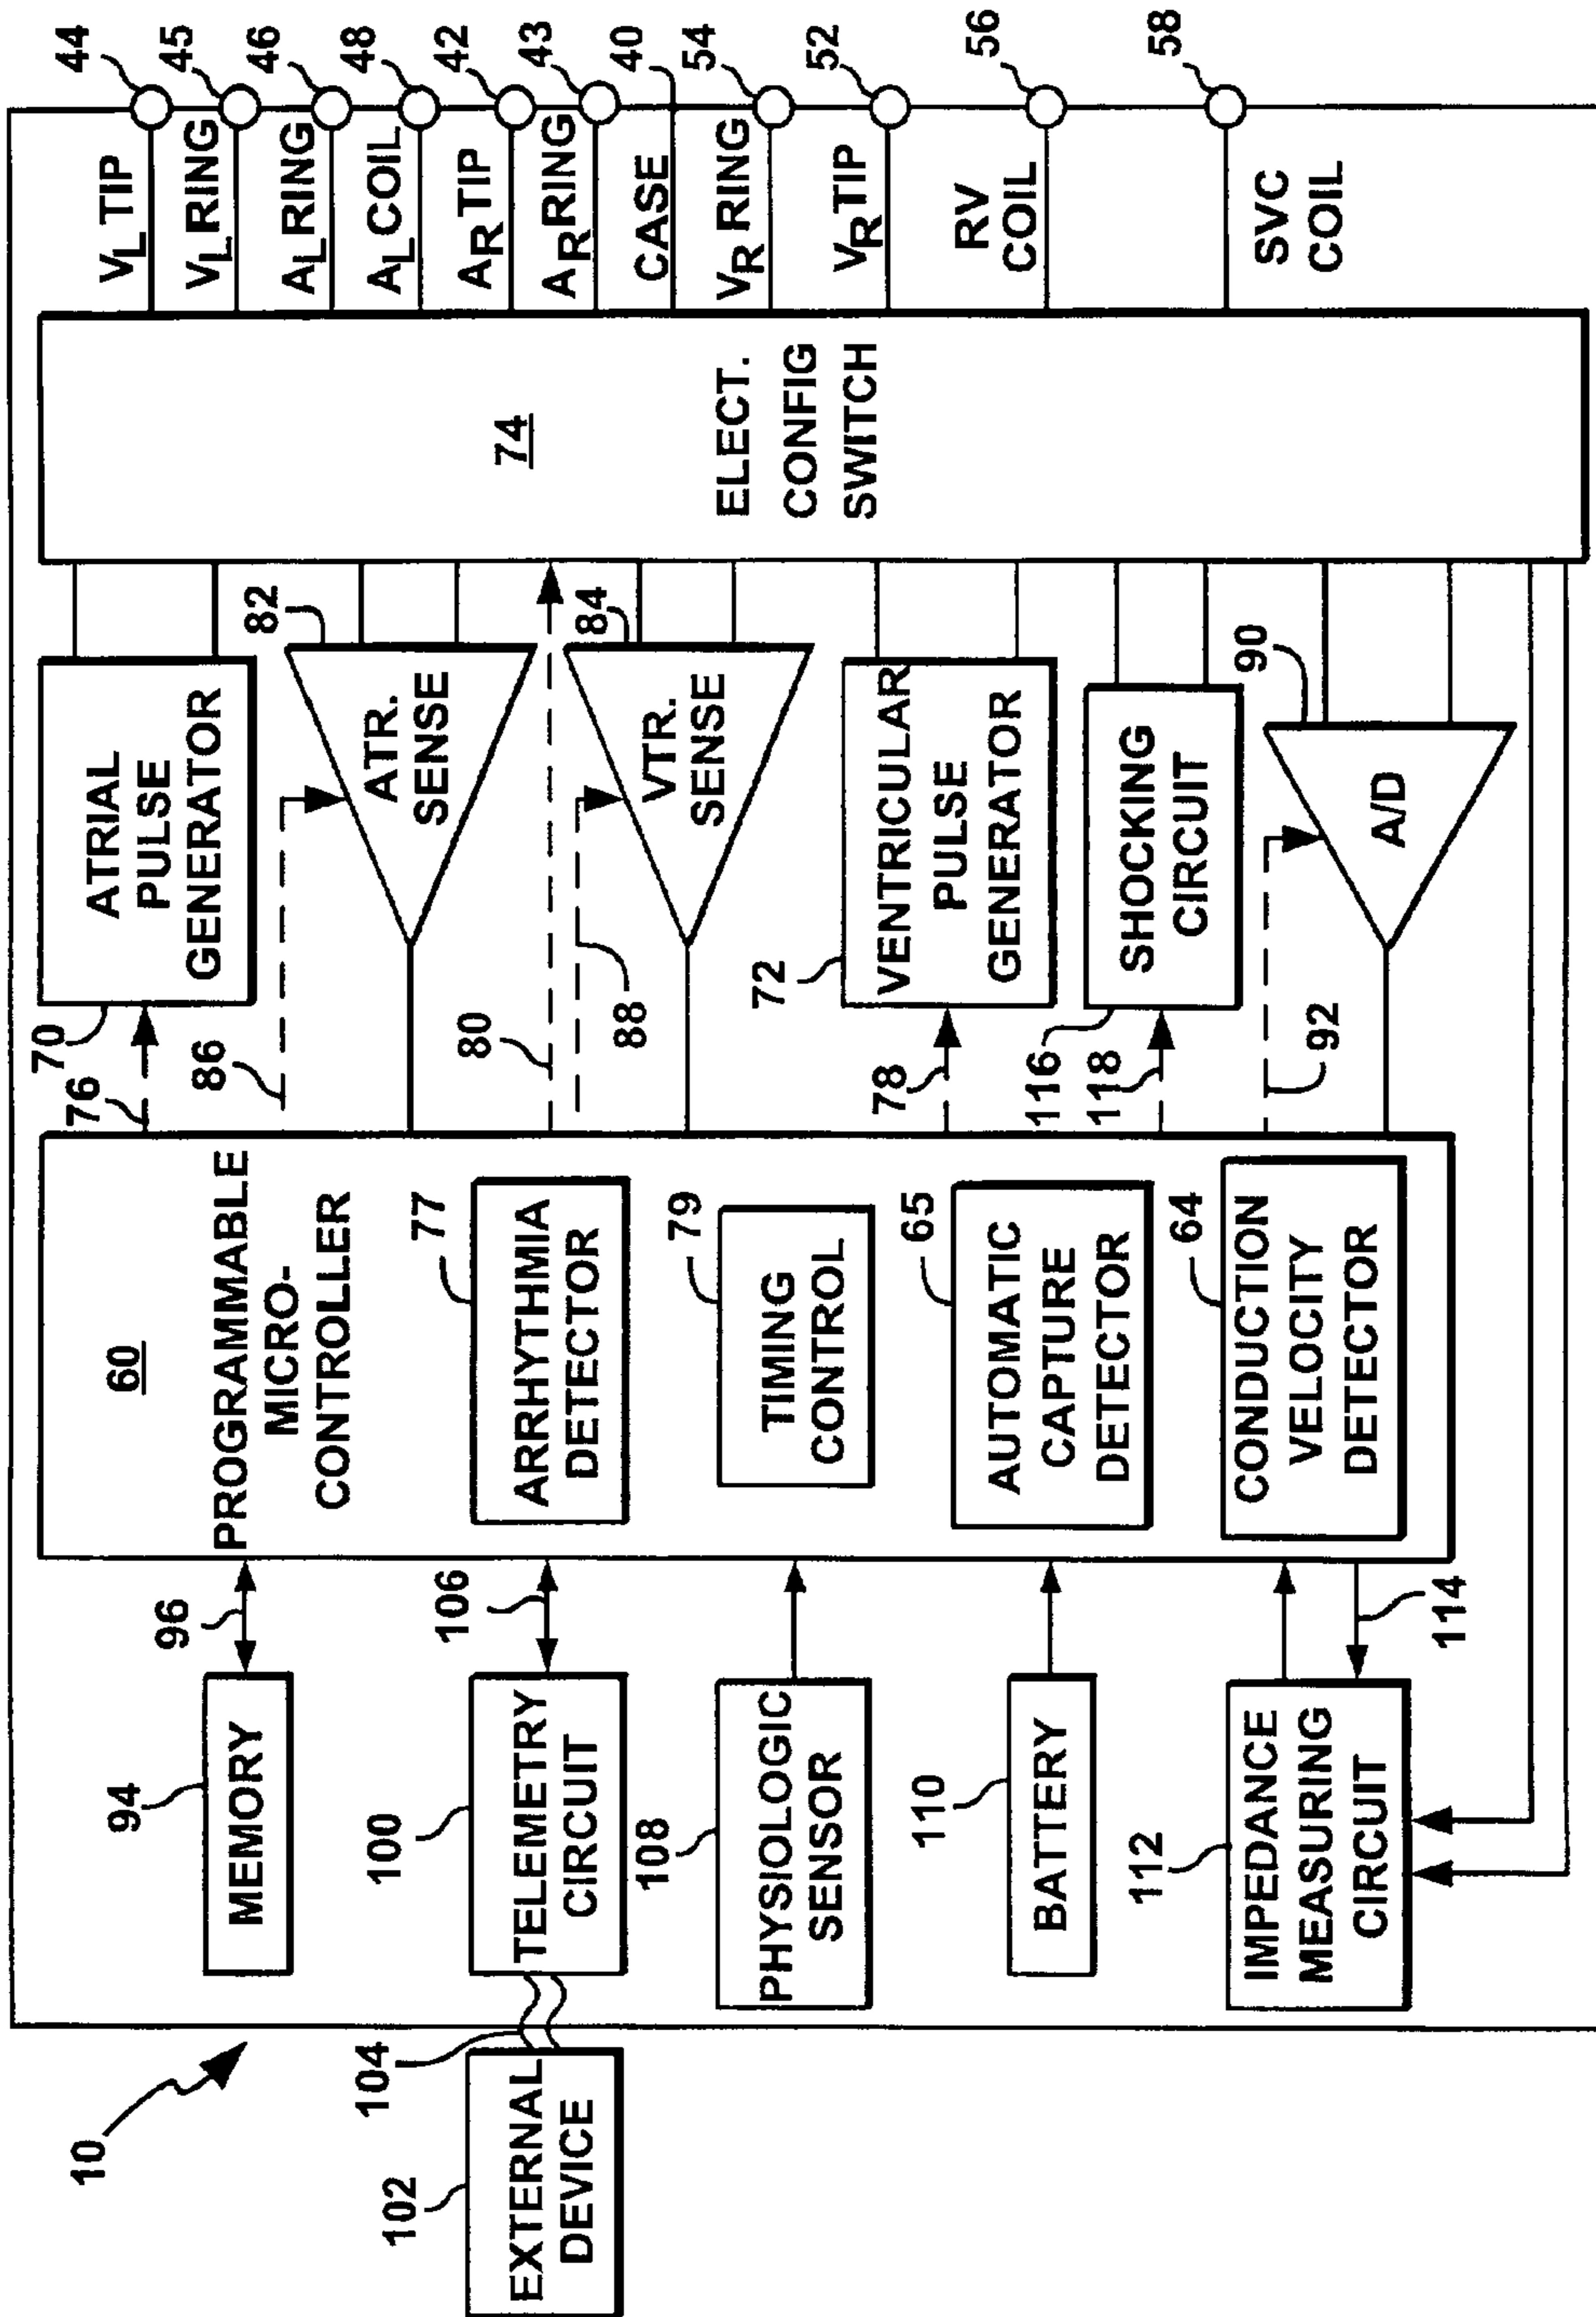 10
102
EXTERNAL
DEVICE
104
94
MEMORY
96
100
TELEMETRY
CIRCUIT
106
108
PHYSIOLOGIC
SENSOR
110
BATTERY
112
IMPEDANCE
MEASURING
CIRCUIT
114
60
PROGRAMMABLE
MICRO-
CONTROLLER
77
ARRHYTHMIA
DETECTOR
79
TIMING
CONTROL
65
AUTOMATIC
CAPTURE
DETECTOR
64
CONDUCTION
VELOCITY
DETECTOR
70
76
ATRIAL
PULSE
GENERATOR
86
82
ATR.
SENSE
80
88
84
VTR.
SENSE
72
78
VENTRICULAR
PULSE
GENERATOR
116
118
SHOCKING
CIRCUIT
92
90
A/D
74
ELECT.
CONFIG
SWITCH
VL TIP 44
VL RING 45
AL RING 46
AL COIL 48
AR TIP 42
AR RING 43
CASE 40
VR RING 54
VR TIP 52
RV
COIL
56
SVC
COIL
58